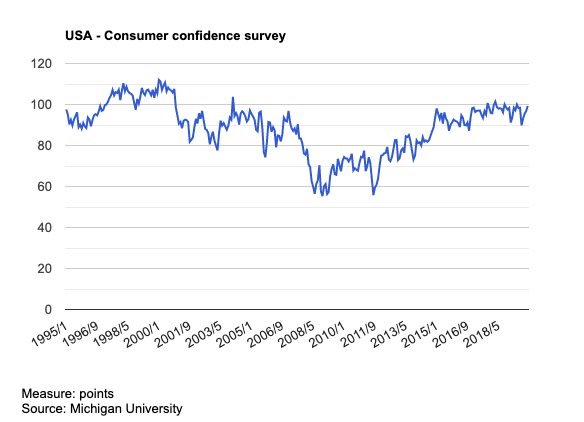 USA - Consumer confidence survey
120
100
80
60
40
20
0
1995/1 1996/9 1998/5 2000/1 2001/9 2003/5 2005/1 2006/9 2008/5 2010/1 2011/9 2013/5 2015/1 2016/9 2018/5
Measure: points
Source: Michigan University